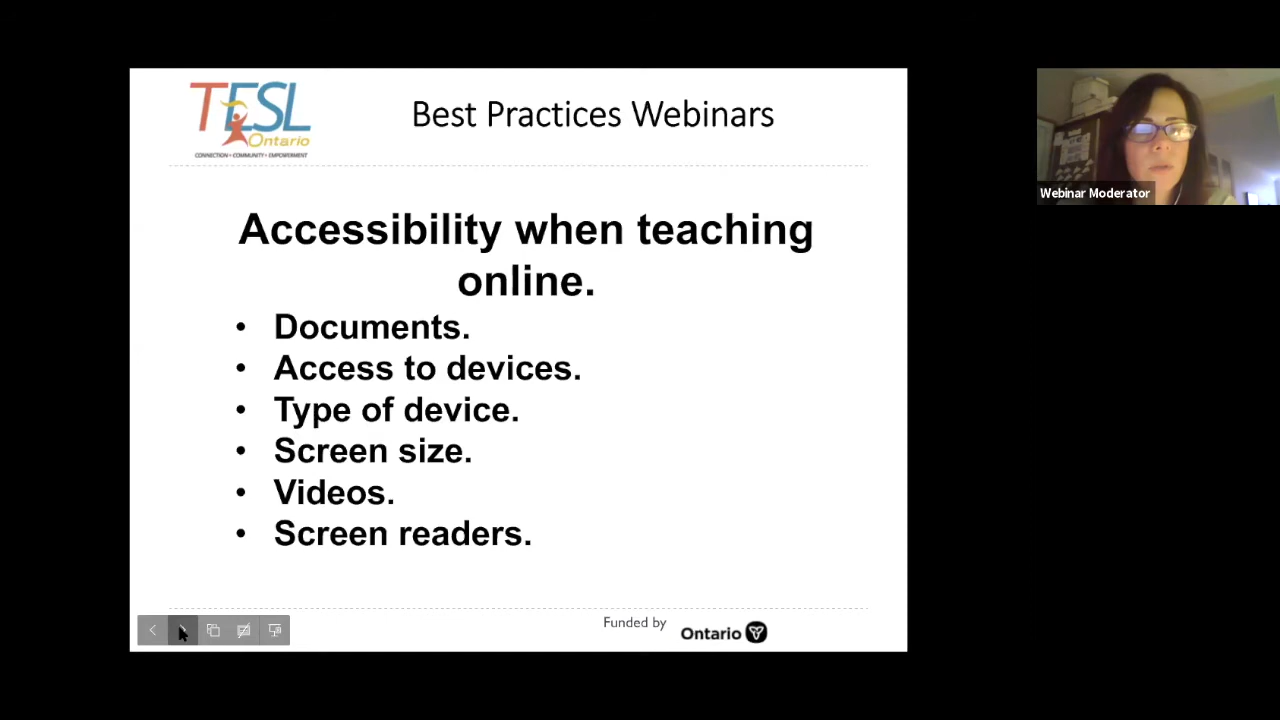 TESL
Ontario
CONNECTION • COMMUNITY • EMPOWERMENT
Best Practices Webinars
Accessibility when teaching
online.
• Documents.
• Access to devices.
• Type of device.
• Screen size.
• Videos.
• Screen readers.
Funded by
Ontario
Webinar Moderator